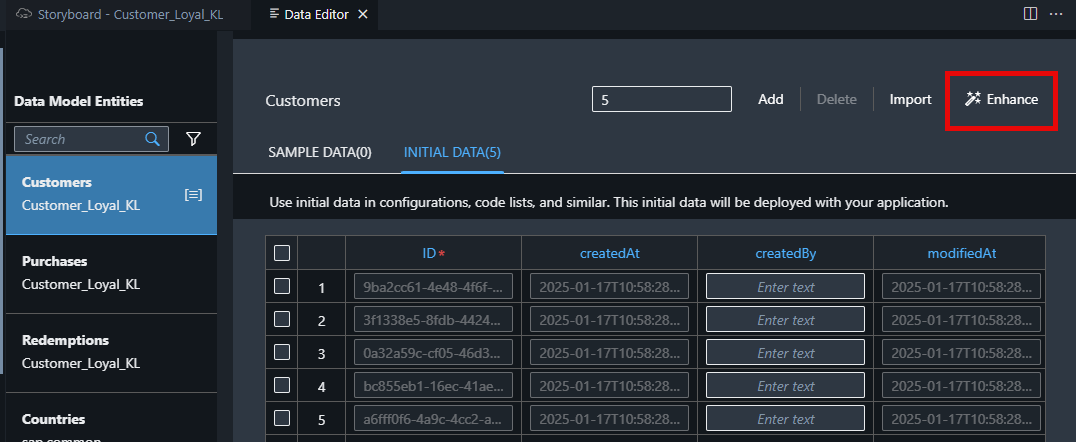 Storyboard - Customer_Loyal_KL
Data Editor
Data Model Entities
Search
Customers
Customer_Loyal_KL
Purchases
Customer_Loyal_KL
Redemptions
Customer_Loyal_KL
Countries
sap.common
Customers
5
Add
Delete
Import
Enhance
SAMPLE DATA(0)
INITIAL DATA(5)
Use initial data in configurations, code lists, and similar. This initial data will be deployed with your application.
ID* createdAt createdBy modifiedAt
1 9ba2cc61-4e48-4f6f-... 2025-01-17T10:58:28... Enter text 2025-01-17T10:58:28...
2 3f1338e5-8fdb-4424... 2025-01-17T10:58:28... Enter text 2025-01-17T10:58:28...
3 0a32a59c-cf05-46d3... 2025-01-17T10:58:28... Enter text 2025-01-17T10:58:28...
4 bc855eb1-16ec-41ae... 2025-01-17T10:58:28... Enter text 2025-01-17T10:58:28...
5 a6fff0f6-4a9c-4cc2-a... 2025-01-17T10:58:28... Enter text 2025-01-17T10:58:28...